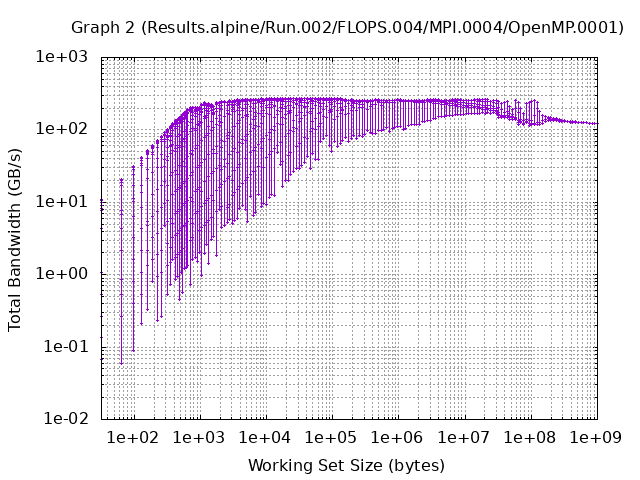 Graph 2 (Results.alpine/Run.002/FLOPS.004/MPI.0004/OpenMP.0001)
1e+03
1e+02
1e+01
1e+00
1e-01
1e-02
Total Bandwidth (GB/s)
1e+02 1e+03 1e+04 1e+05 1e+06 1e+07 1e+08 1e+09
Working Set Size (bytes)